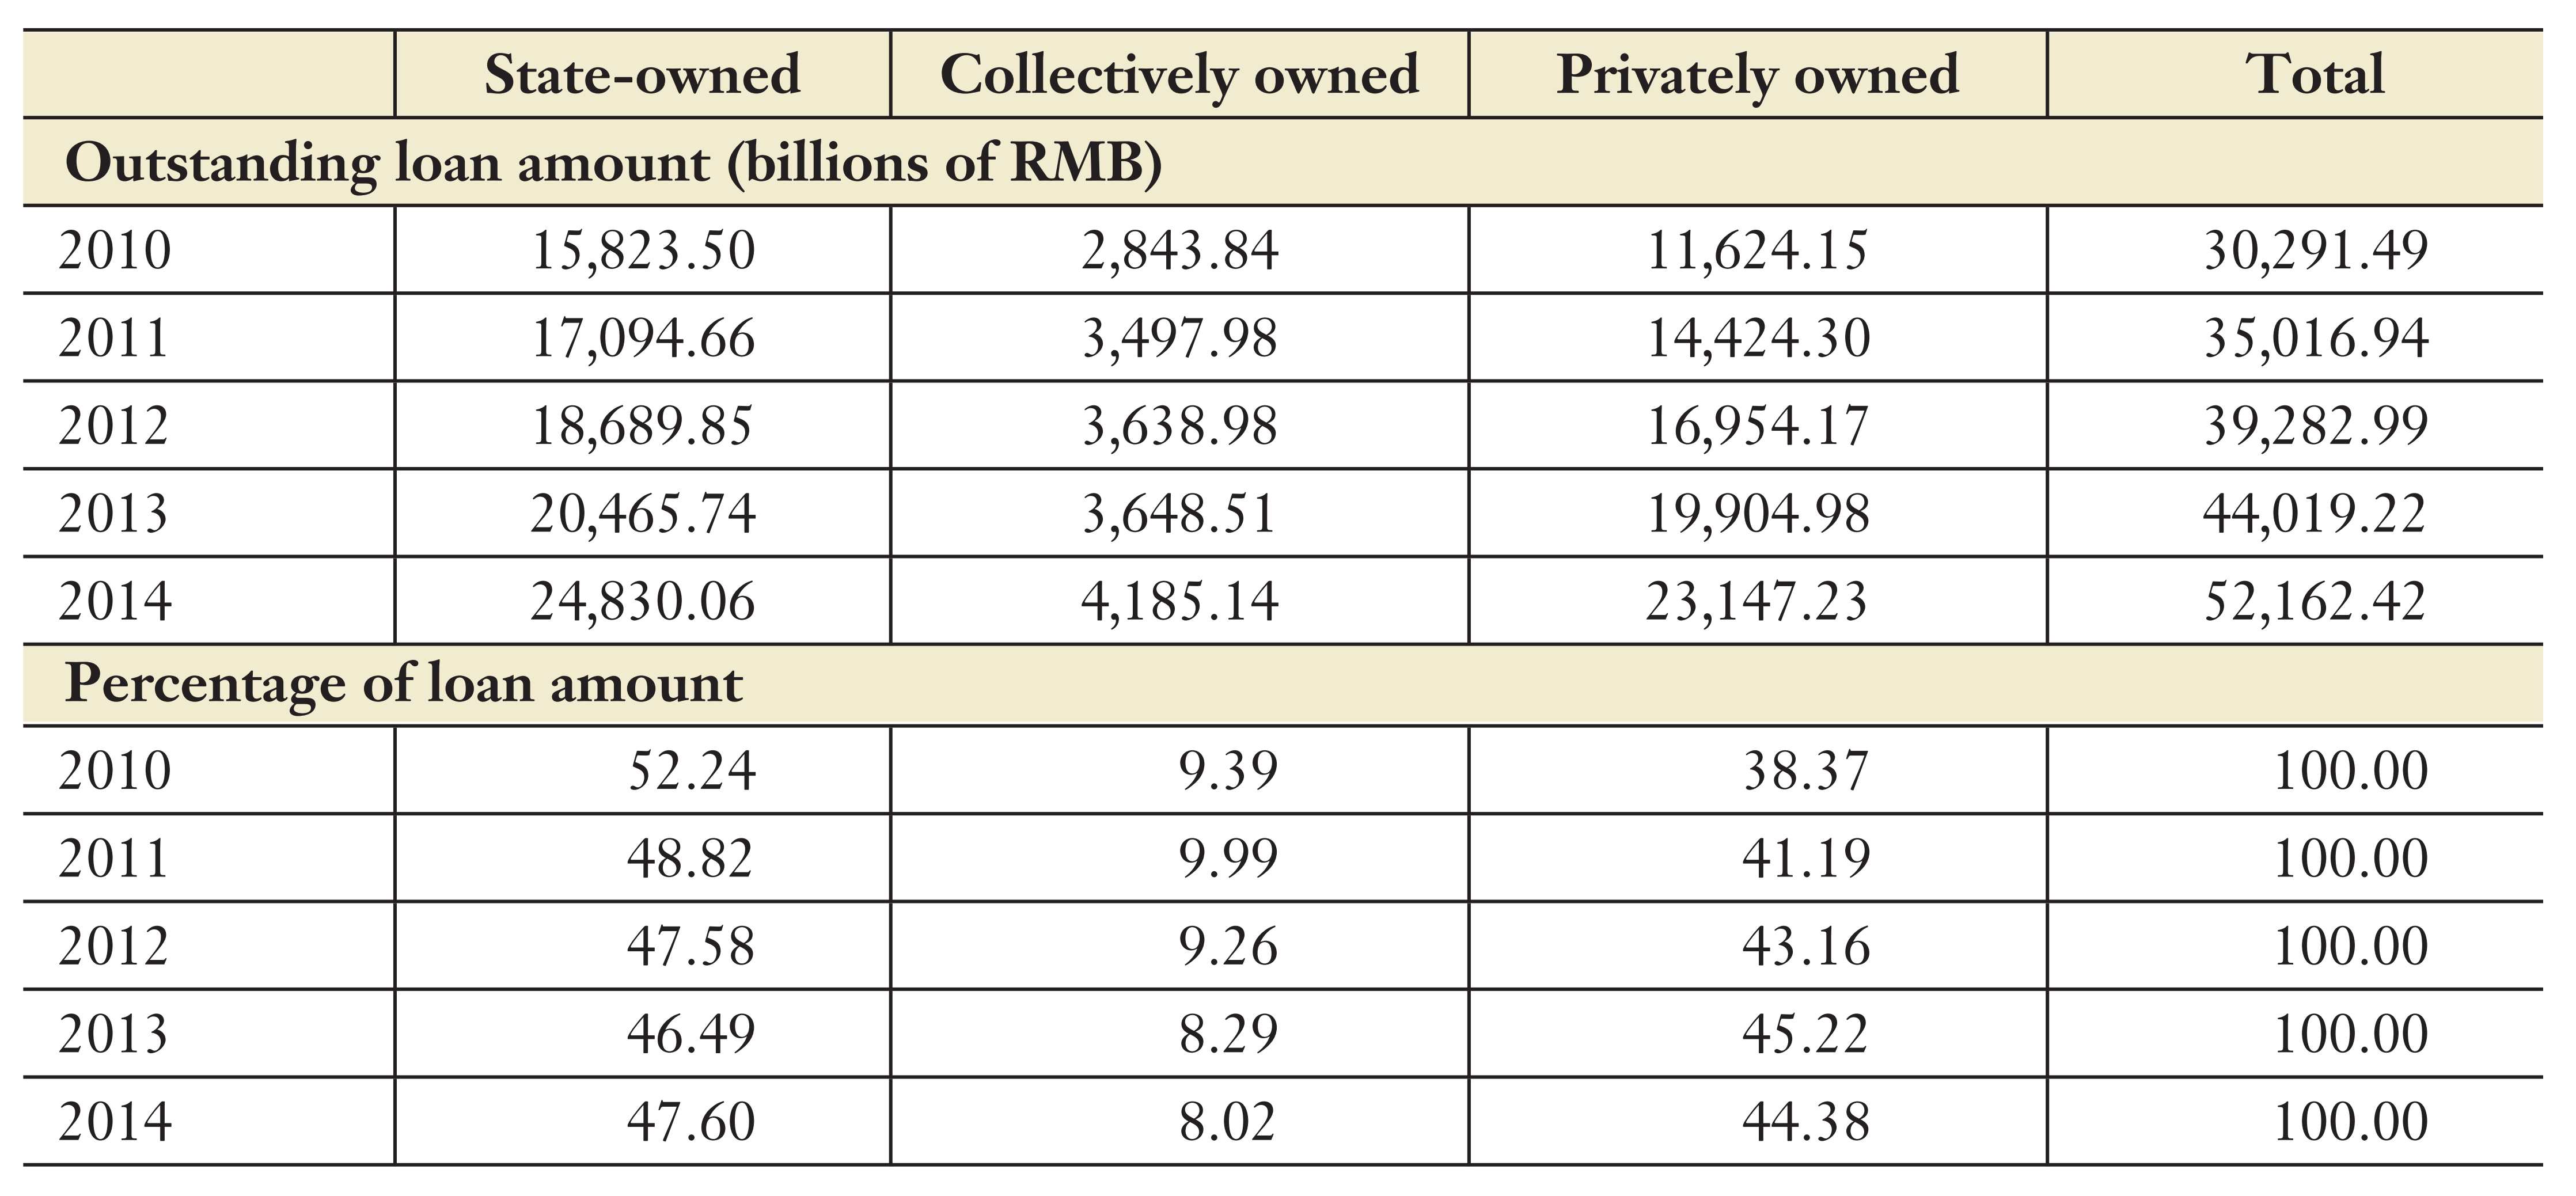 State-owned Collectively owned Privately owned Total
Outstanding loan amount (billions of RMB)
2010 15,823.50 2,843.84 11,624.15 30,291.49
2011 17,094.66 3,497.98 14,424.30 35,016.94
2012 18,689.85 3,638.98 16,954.17 39,282.99
2013 20,465.74 3,648.51 19,904.98 44,019.22
2014 24,830.06 4,185.14 23,147.23 52,162.42
Percentage of loan amount
2010 52.24 9.39 38.37 100.00
2011 48.82 9.99 41.19 100.00
2012 47.58 9.26 43.16 100.00
2013 46.49 8.29 45.22 100.00
2014 47.60 8.02 44.38 100.00